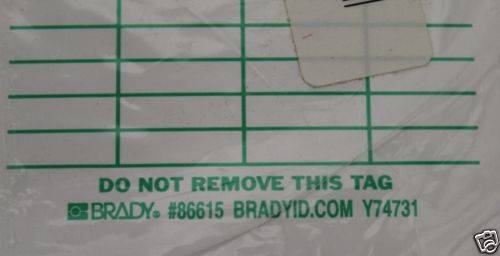 DO NOT REMOVE THIS TAG
BRADY® #86615 BRADYID.COM Y74731